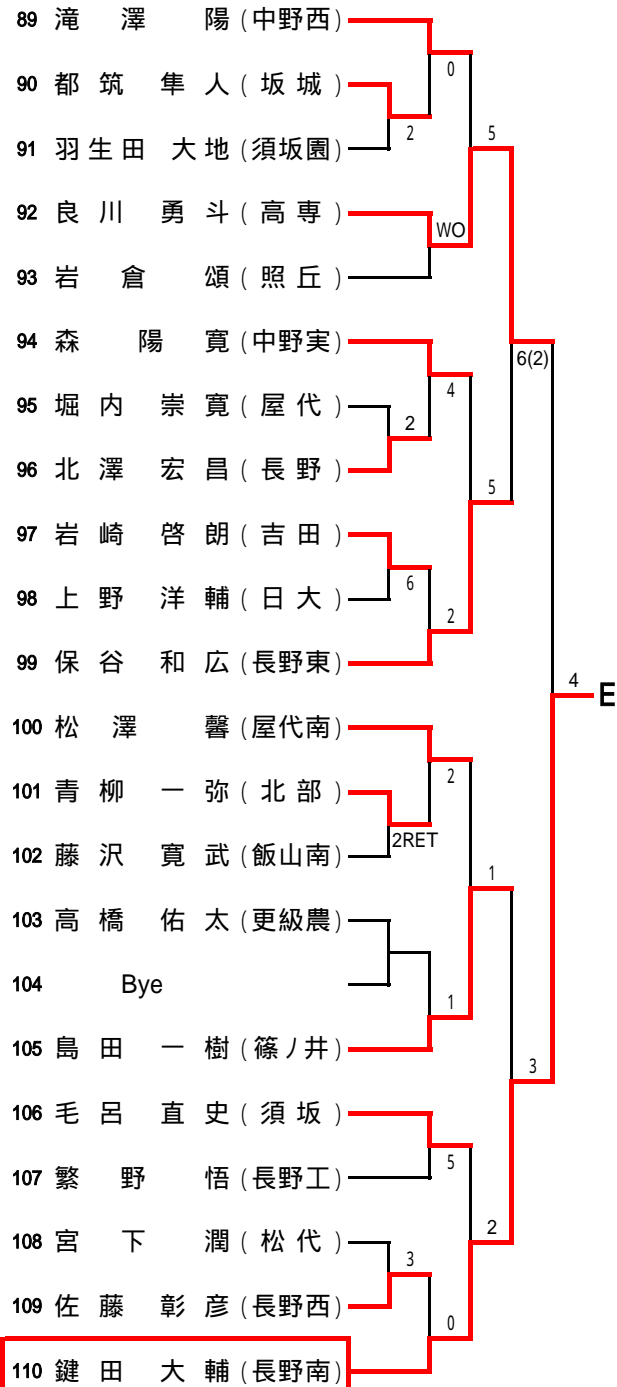 89 滝澤 陽 (中野西)
0
90 都筑 隼人 (坂城)
2
5
91 羽生田 大地 (須坂園)
92 良川 勇斗 (高専)
WO
93 岩倉 頌 (照丘)
94 森 陽寛 (中野実)
6(2)
4
95 堀内 崇寛 (屋代)
2
96 北澤 宏昌 (長野)
5
97 岩崎 啓朗 (吉田)
6
98 上野 洋輔 (日大)
2
99 保谷 和広 (長野東)
4 E
100 松澤 馨 (屋代南)
2
101 青柳 一弥 (北部)
2RET
102 藤沢 寛武 (飯山南)
1
103 高橋 佑太 (更級農)
104 Bye
1
105 島田 一樹 (篠ノ井)
3
106 毛呂 直史 (須坂)
5
107 繁野 悟 (長野工)
2
108 宮下 潤 (松代)
3
109 佐藤 彰彦 (長野西)
0
110 鍵田 大輔 (長野南)